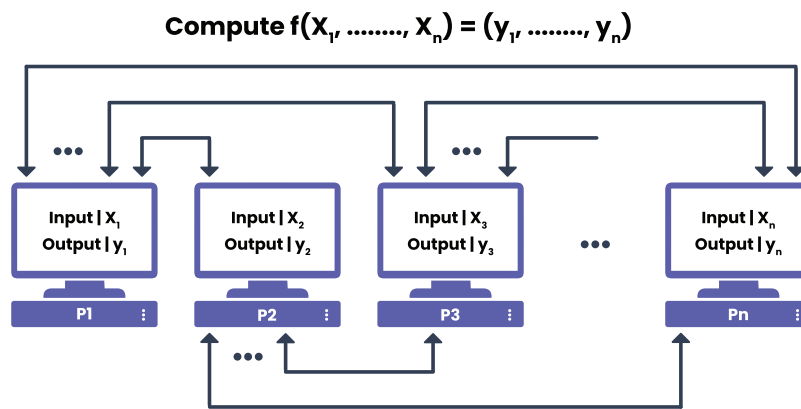 Compute f(X₁, ........, Xₙ) = (y₁, ........, yₙ)
Input | X₁
Output | y₁
P1
Input | X₂
Output | y₂
P2
Input | X₃
Output | y₃
P3
Input | Xₙ
Output | yₙ
Pn